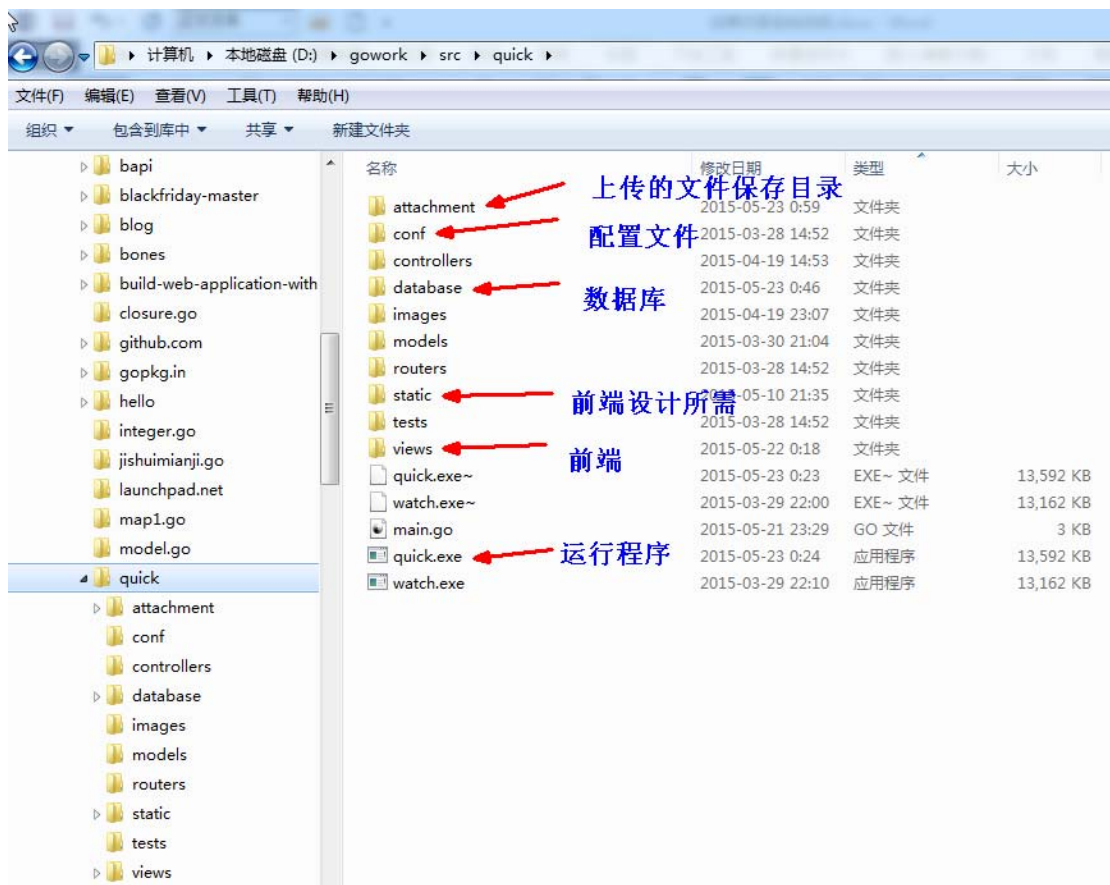 计算机 ▸ 本地磁盘 (D:) ▸ gowork ▸ src ▸ quick ▸
文件(F) 编辑(E) 查看(V) 工具(T) 帮助(H)
组织 包含到库中 共享 新建文件夹
bapi
blackfriday-master
blog
bones
build-web-application-with
closure.go
github.com
gopkg.in
hello
integer.go
jishuimianji.go
launchpad.net
map1.go
model.go
quick
attachment
conf
controllers
database
images
models
routers
static
tests
views
名称 修改日期 类型 大小
上传的文件保存目录
attachment 2015-05-23 0:59 文件夹
conf 配置文件 2015-03-28 14:52 文件夹
controllers 2015-04-19 14:53 文件夹
database 数据库 2015-05-23 0:46 文件夹
images 2015-04-19 23:07 文件夹
models 2015-03-30 21:04 文件夹
routers 2015-03-28 14:52 文件夹
static 前端设计所需 2015-05-10 21:35 文件夹
tests 2015-03-28 14:52 文件夹
views 前端 2015-05-22 0:18 文件夹
quick.exe~ 2015-05-23 0:23 EXE~ 文件 13,592 KB
watch.exe~ 2015-03-29 22:00 EXE~ 文件 13,162 KB
main.go 2015-05-21 23:29 GO 文件 3 KB
quick.exe 运行程序 2015-05-23 0:24 应用程序 13,592 KB
watch.exe 2015-03-29 22:10 应用程序 13,162 KB